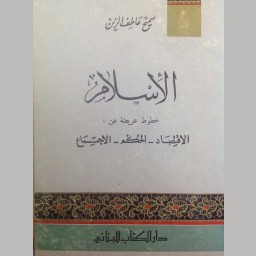 سميح عاطف الزين
الإسلام
خطوط عريضة عن :
الاقتصاد - الحكم - الاجتماع
دار الكتاب اللبناني